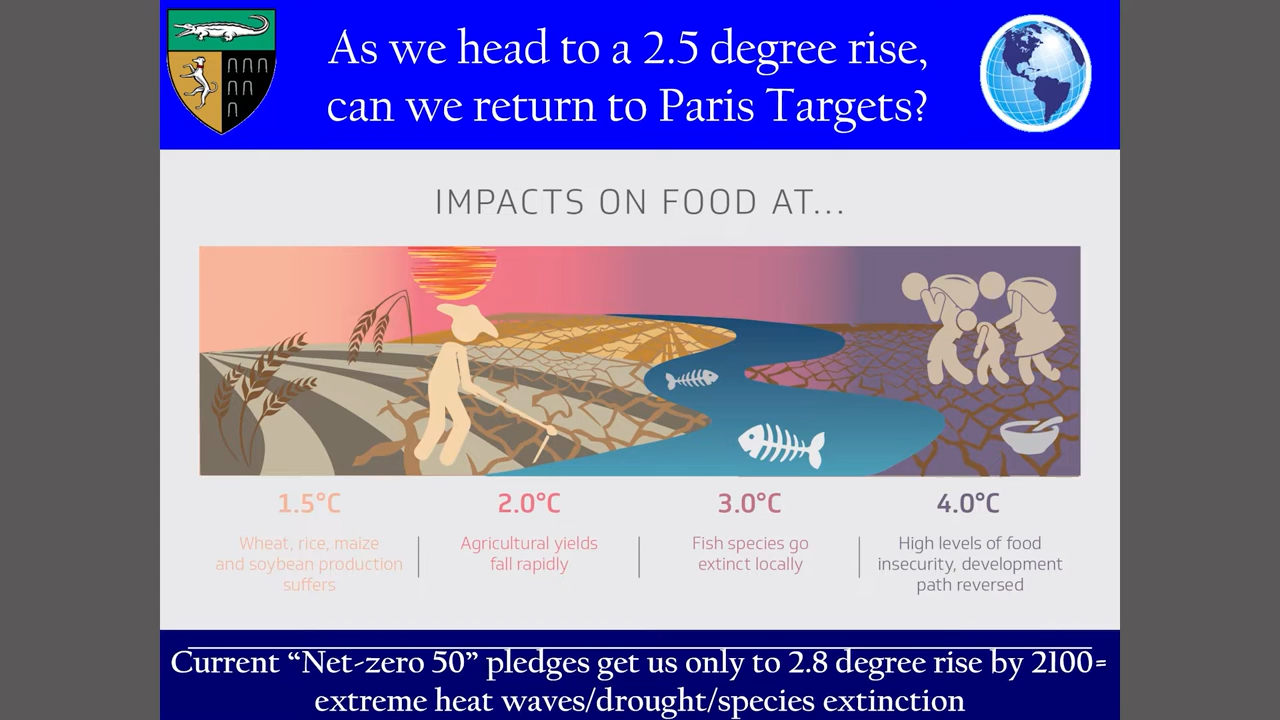 As we head to a 2.5 degree rise,
can we return to Paris Targets?
IMPACTS ON FOOD AT...
1.5°C
Wheat, rice, maize
and soybean production
suffers
2.0°C
Agricultural yields
fall rapidly
3.0°C
Fish species go
extinct locally
4.0°C
High levels of food
insecurity, development
path reversed
Current “Net-zero 50” pledges get us only to 2.8 degree rise by 2100=
extreme heat waves/drought/species extinction